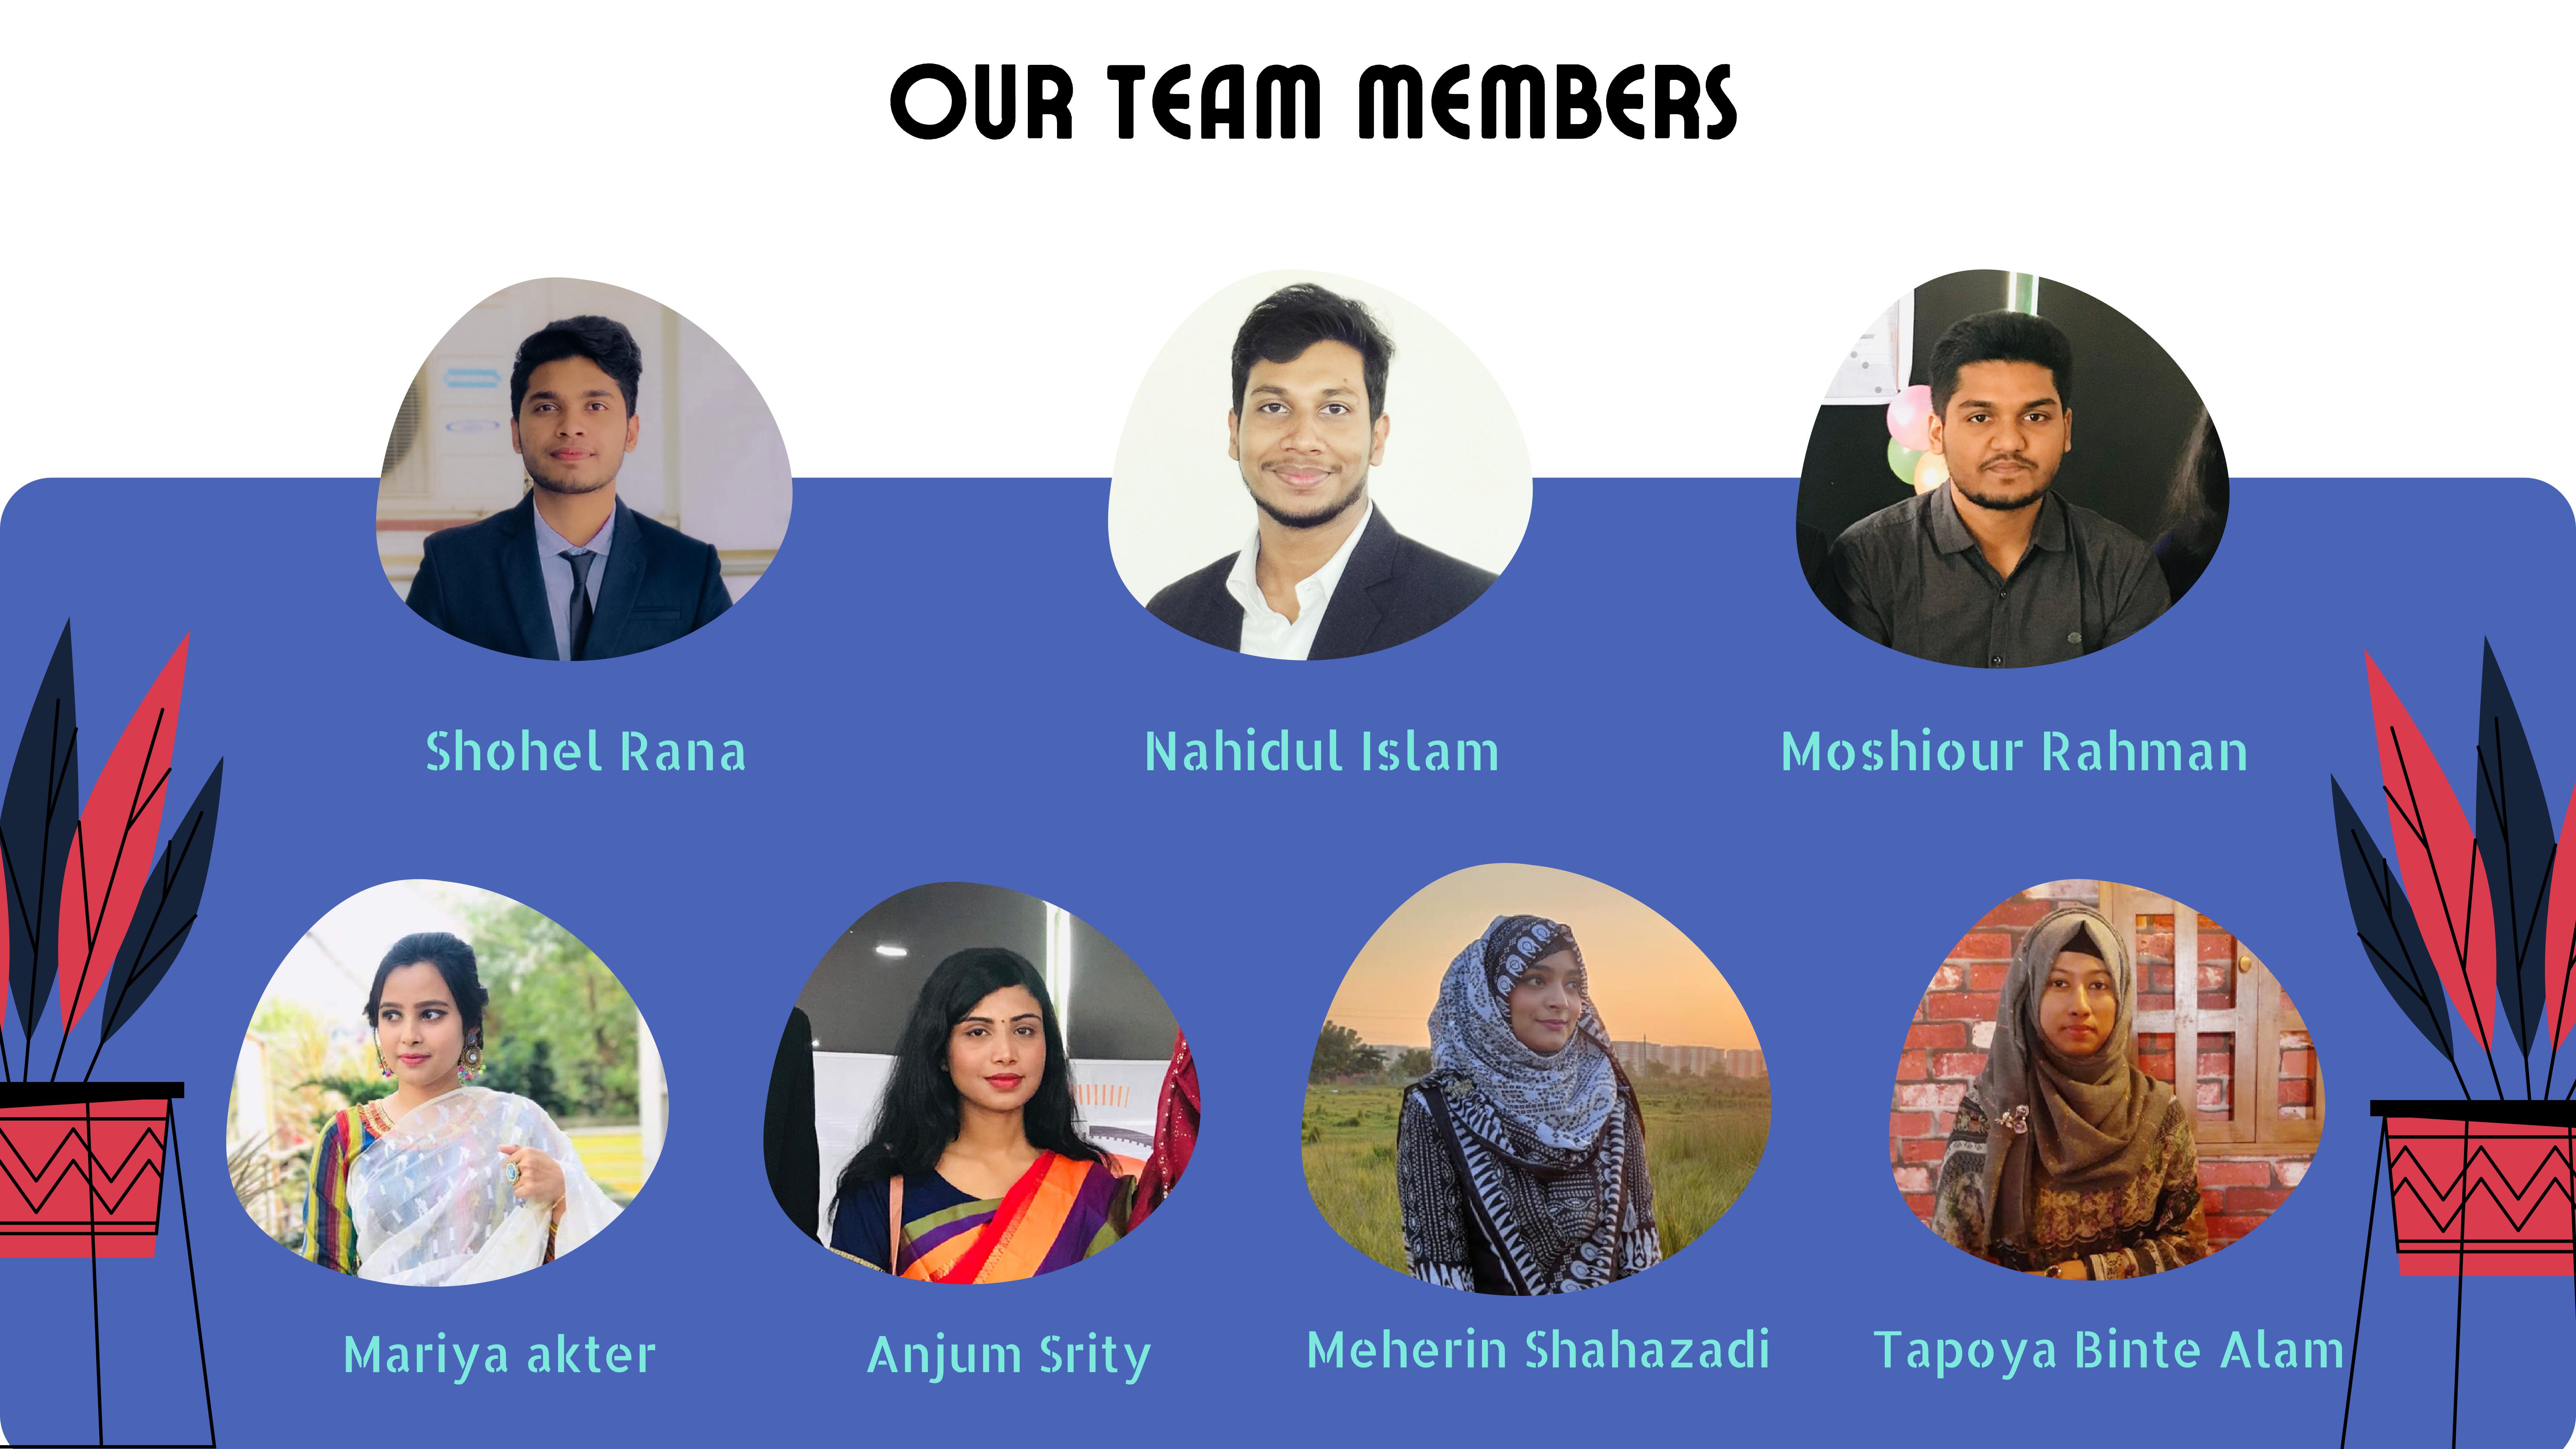 OUR TEAM MEMBERS
Shohel Rana
Nahidul Islam
Moshiour Rahman
Mariya akter
Anjum Srity
Meherin Shahazadi
Tapoya Binte Alam